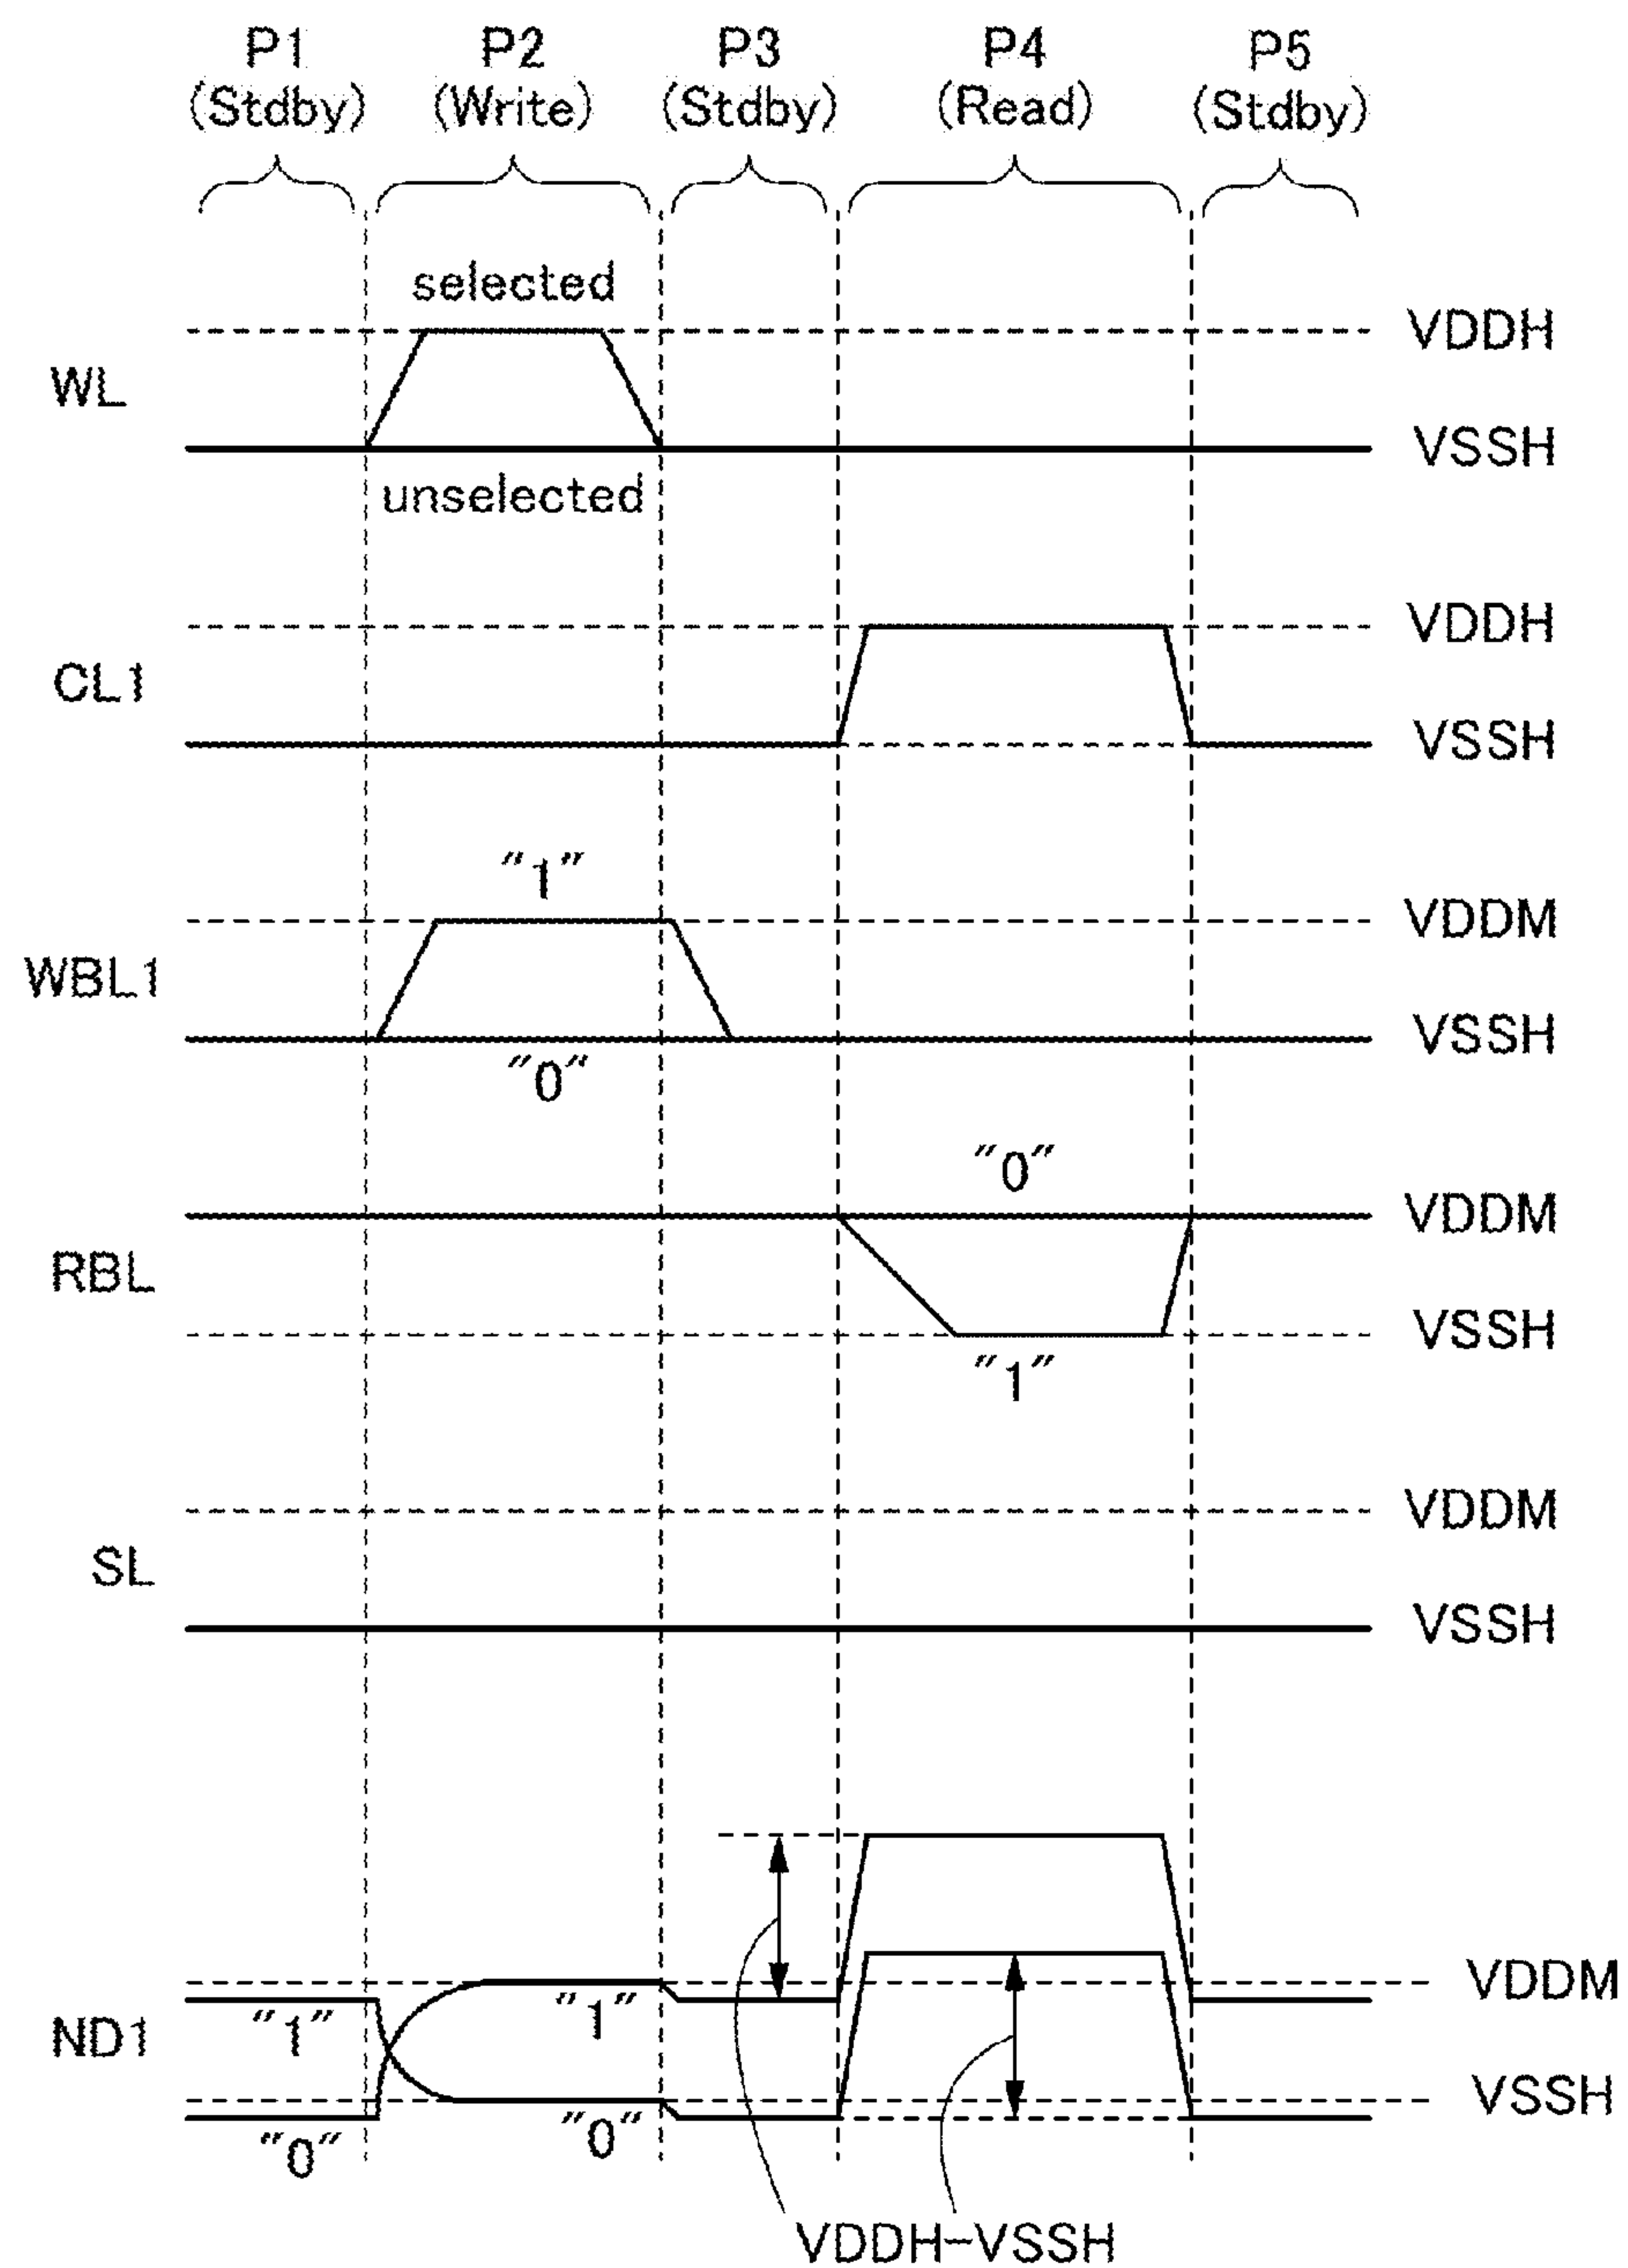 P1 P2 P3 P4 P5
(Stdby) (Write) (Stdby) (Read) (Stdby)
selected
VDDH
WL
VSSH
unselected
VDDH
CL1
VSSH
"1"
VDDM
WBL1
VSSH
"0"
"0"
VDDM
RBL
VSSH
"1"
VDDM
SL
VSSH
VDDM
"1" "1"
ND1
VSSH
"0" "0"
VDDH-VSSH